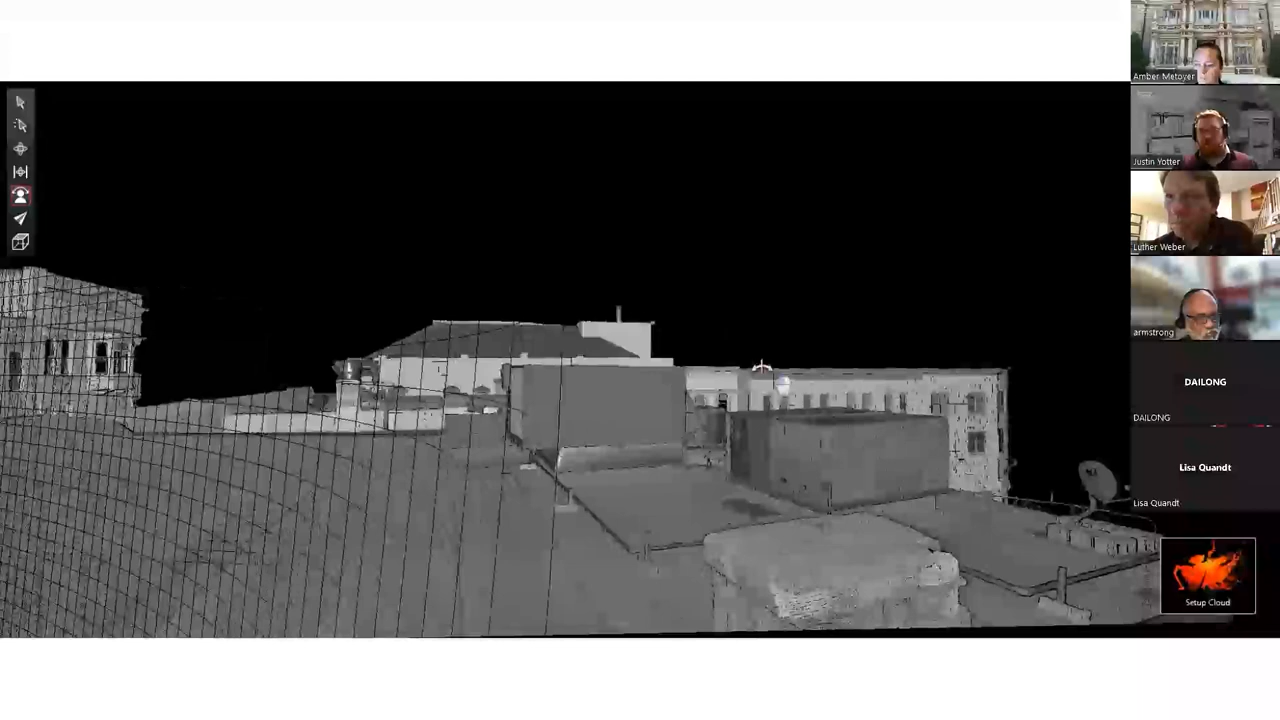 Amber Metoyer
Justin Yotter
Luther Weber
armstrong
DAILONG
DAILONG
Lisa Quandt
Lisa Quandt
Setup Cloud